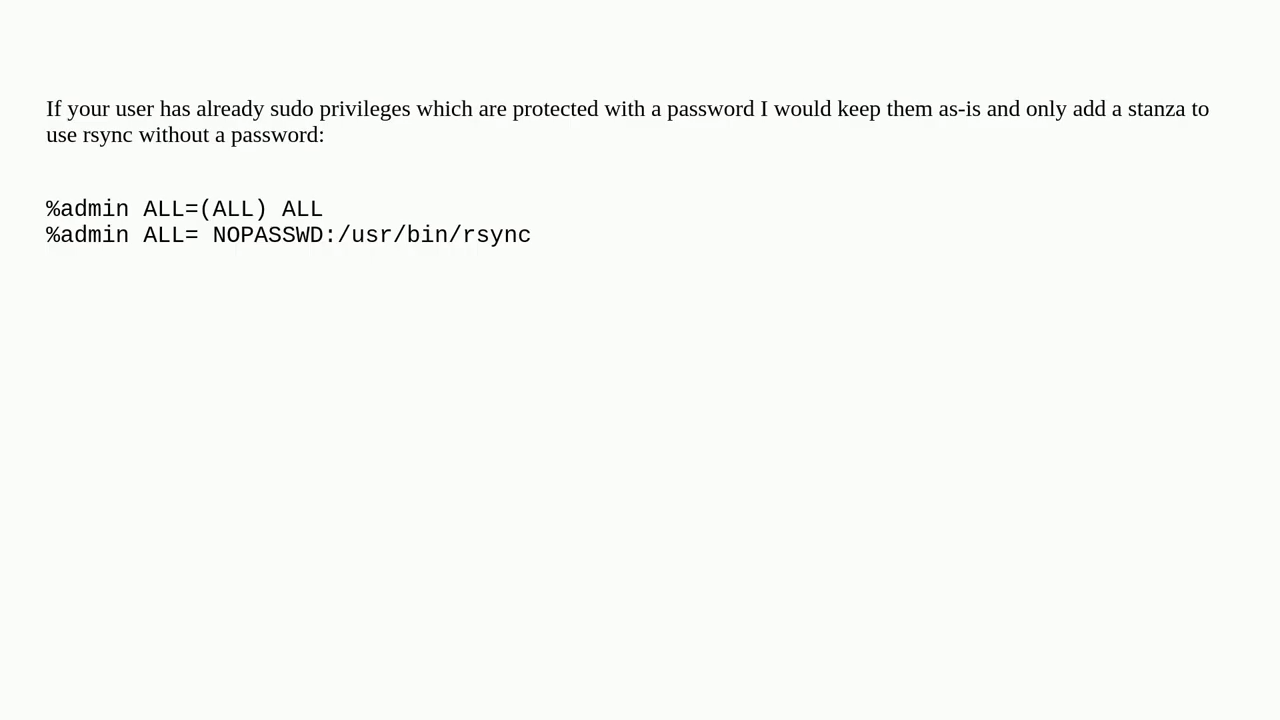 If your user has already sudo privileges which are protected with a password I would keep them as-is and only add a stanza to
use rsync without a password:
%admin ALL=(ALL) ALL
%admin ALL= NOPASSWD:/usr/bin/rsync